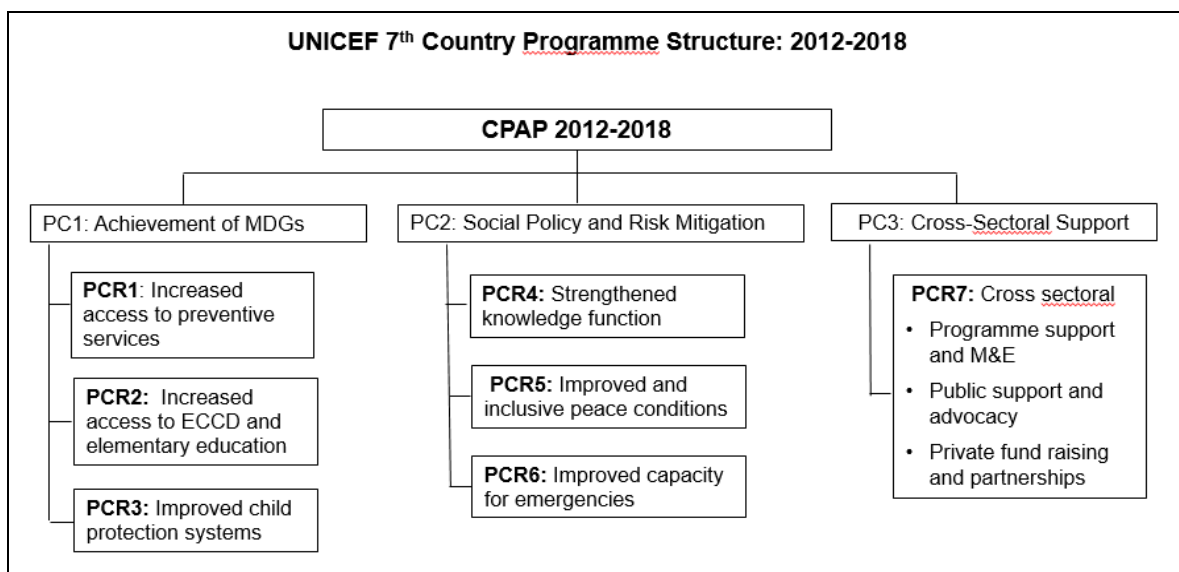 UNICEF 7th Country Programme Structure: 2012-2018
CPAP 2012-2018
PC1: Achievement of MDGs
PCR1: Increased
access to preventive
services
PCR2: Increased
access to ECCD and
elementary education
PCR3: Improved child
protection systems
PC2: Social Policy and Risk Mitigation
PCR4: Strengthened
knowledge function
PCR5: Improved and
inclusive peace conditions
PCR6: Improved capacity
for emergencies
PC3: Cross-Sectoral Support
PCR7: Cross sectoral
• Programme support
and M&E
• Public support and
advocacy
• Private fund raising
and partnerships